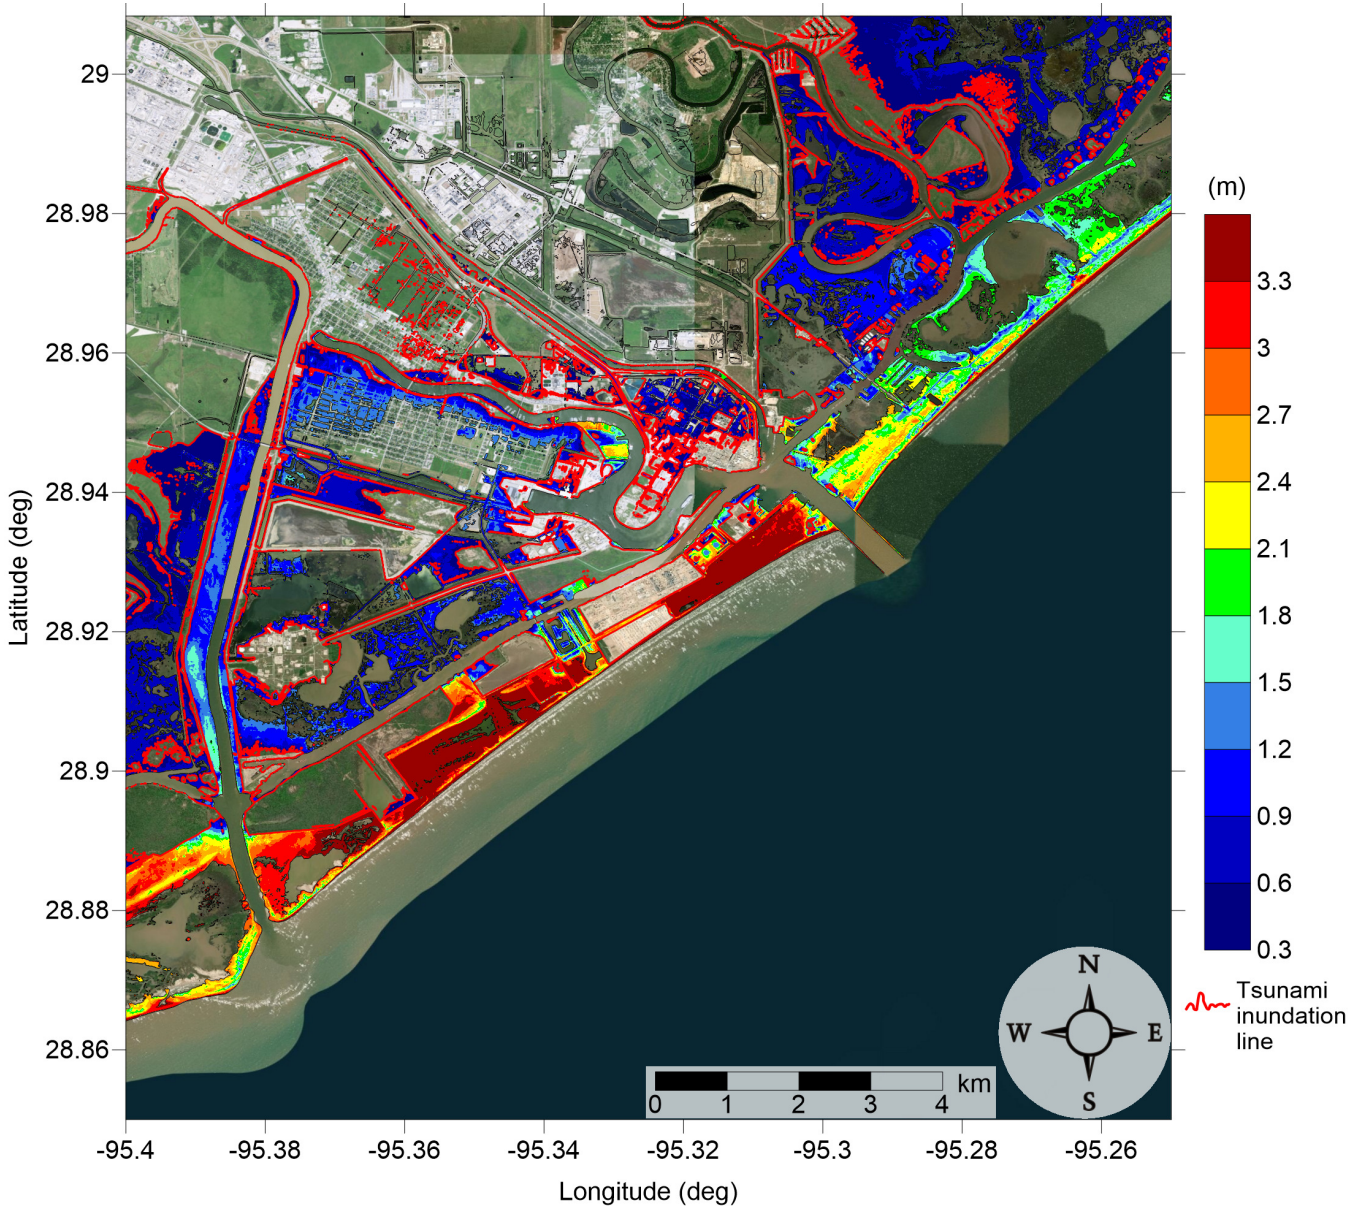 (m)
3.3
3
2.7
2.4
2.1
1.8
1.5
1.2
0.9
0.6
0.3
Tsunami
inundation
line
Latitude (deg)
29
28.98
28.96
28.94
28.92
28.9
28.88
28.86
N
W E
S
km
0 1 2 3 4
-95.4 -95.38 -95.36 -95.34 -95.32 -95.3 -95.28 -95.26
Longitude (deg)